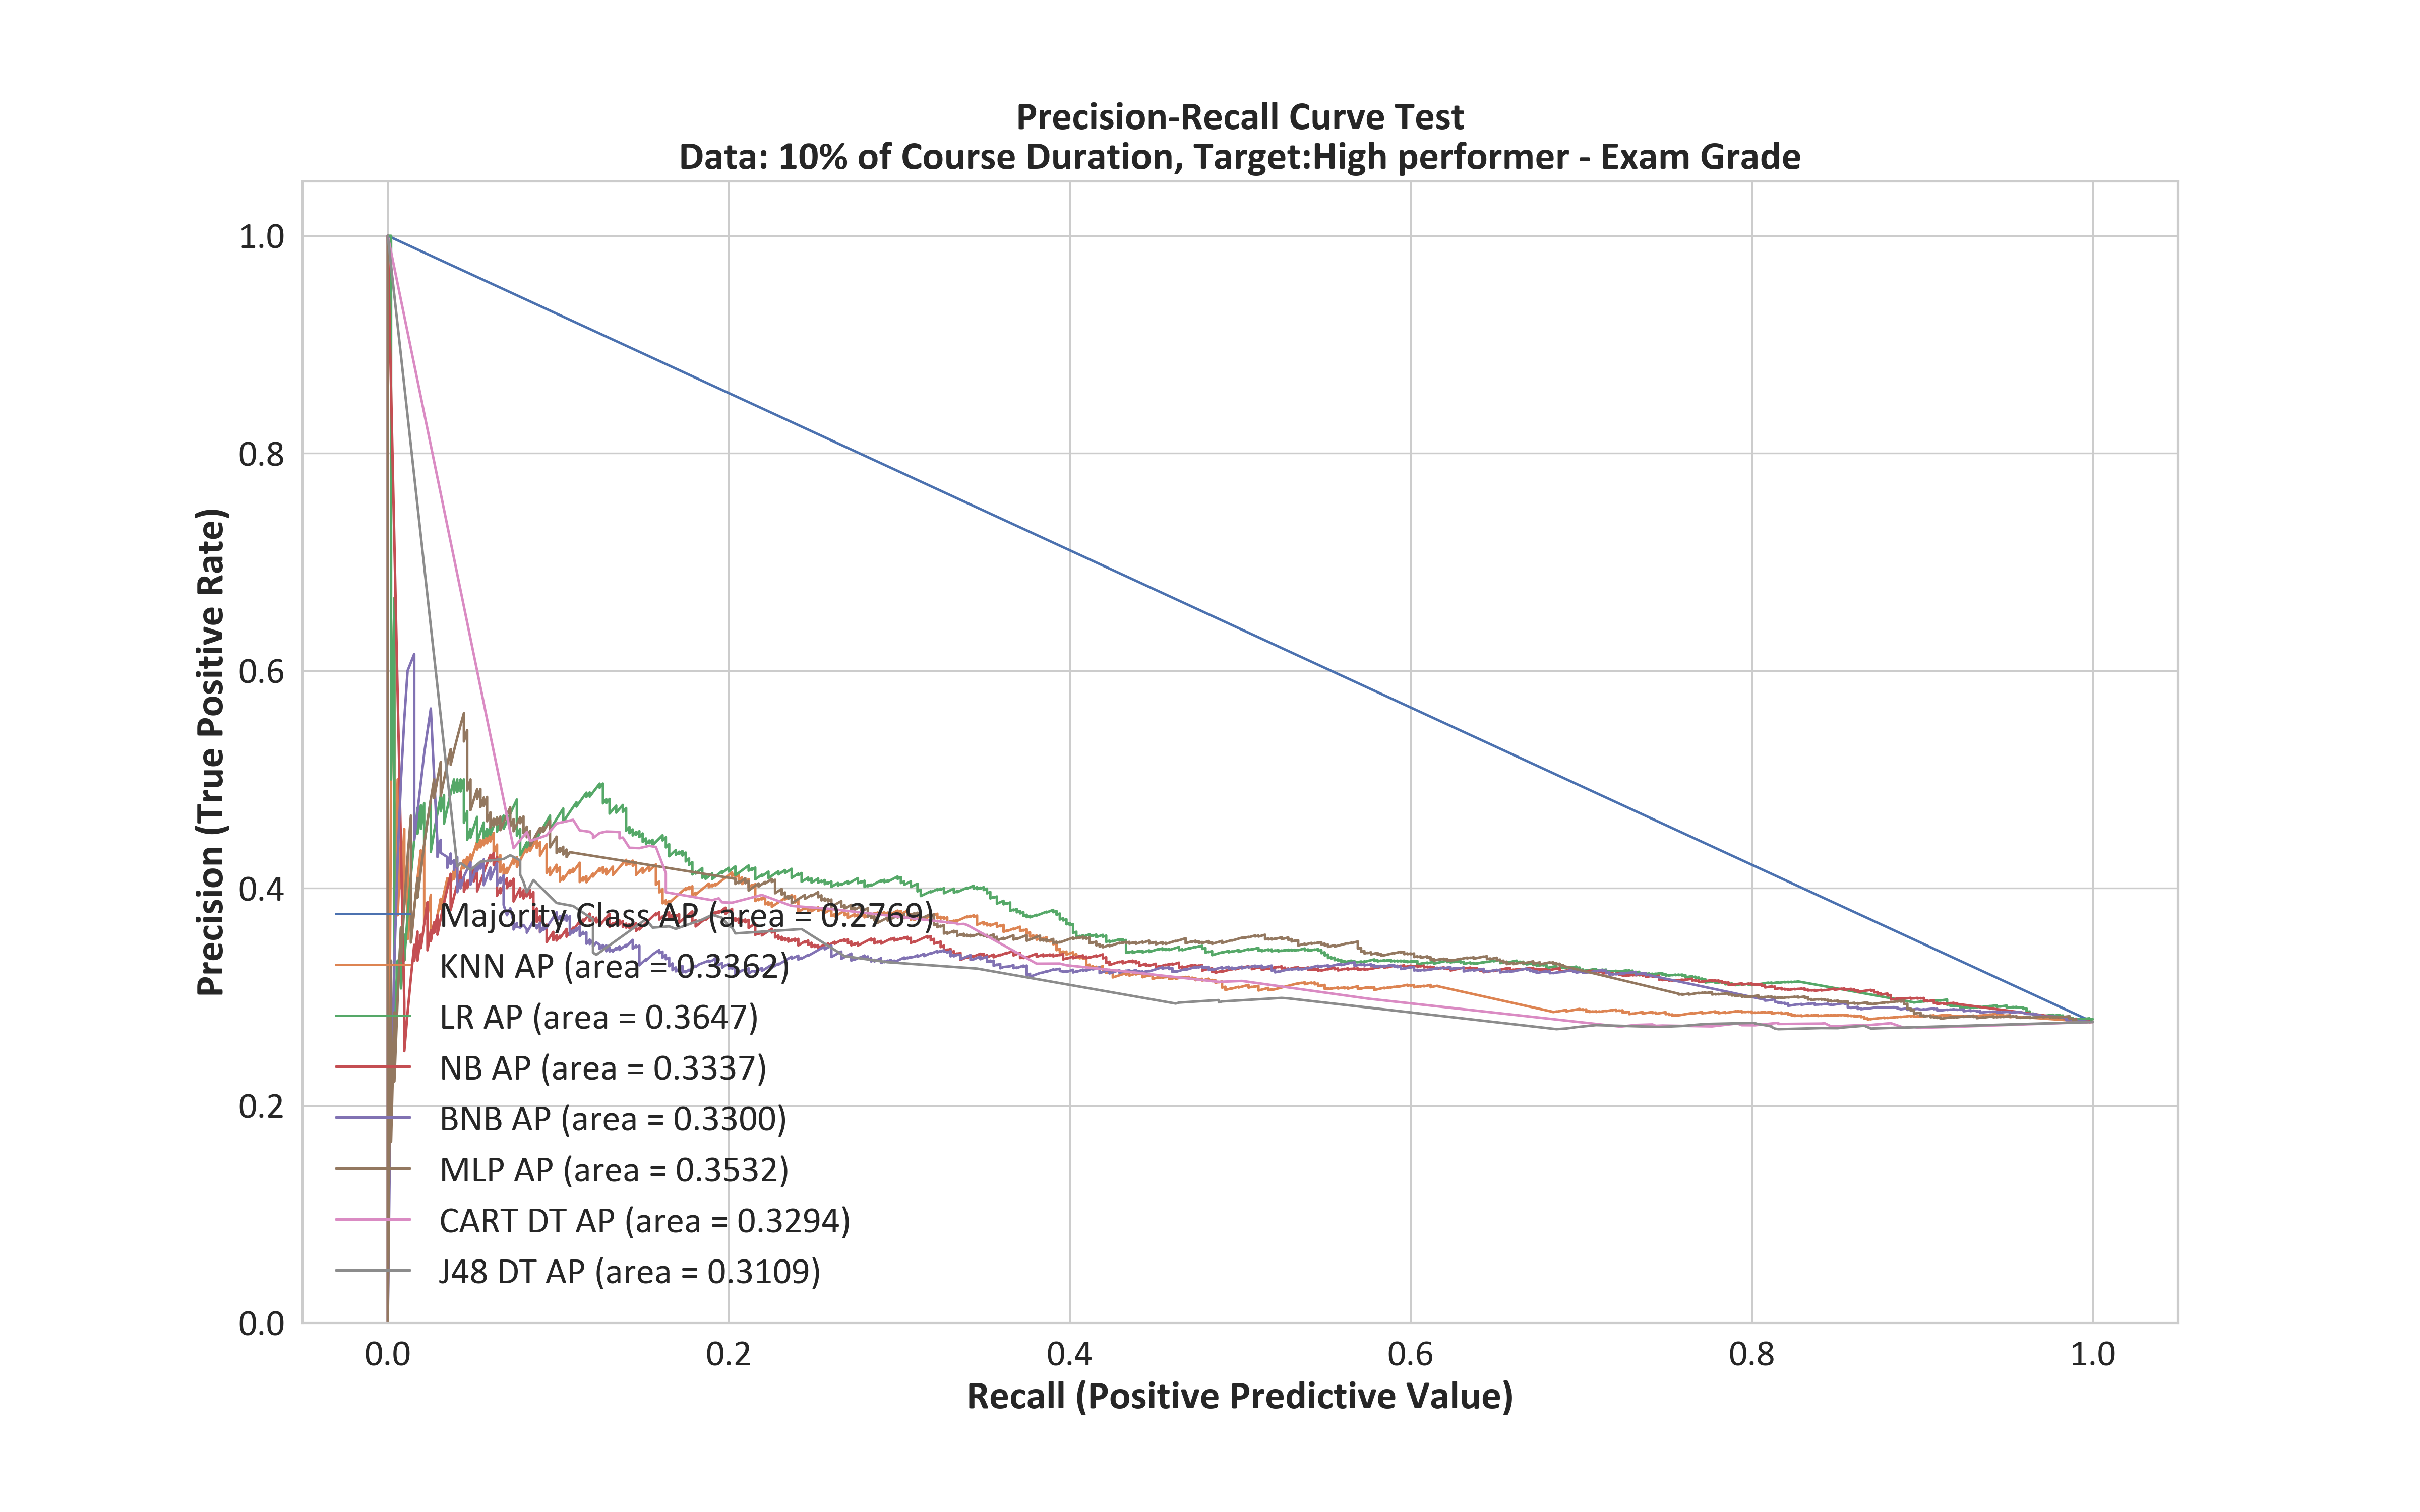 Precision-Recall Curve Test
Data: 10% of Course Duration, Target:High performer - Exam Grade
Precision (True Positive Rate)
1.0
0.8
0.6
0.4
0.2
0.0
Majority Class AP (area = 0.2769)
KNN AP (area = 0.3362)
LR AP (area = 0.3647)
NB AP (area = 0.3337)
BNB AP (area = 0.3300)
MLP AP (area = 0.3532)
CART DT AP (area = 0.3294)
J48 DT AP (area = 0.3109)
0.0 0.2 0.4 0.6 0.8 1.0
Recall (Positive Predictive Value)